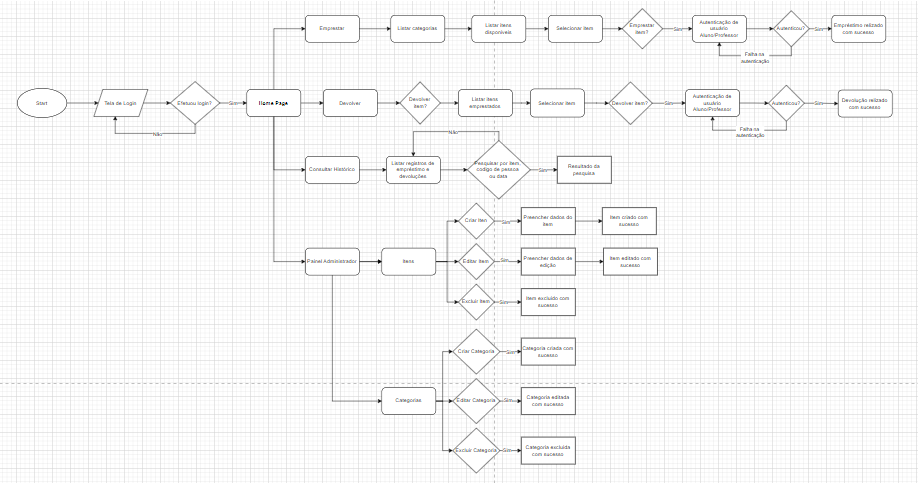 Emprestar
Listar categorias
Listar itens
disponíveis
Selecionar item
Emprestar
item?
Sim
Autenticação de
usuário
Aluno/Professor
Autenticou?
Sim
Empréstimo relizado
com sucesso
Falha na
autenticação
Start
Tela de Login
Efetuou login?
Sim
Não
Home Page
Devolver
Devolver
item?
Listar itens
emprestados
Selecionar item
Devolver item?
Sim
Autenticação de
usuário
Aluno/Professor
Autenticou?
Sim
Devolução relizado
com sucesso
Falha na
autenticação
Não
Consultar Histórico
Listar registros de
empréstimo e
devoluções
Pesquisar por item,
código de pessoa
ou data
Sim
Resultado da
pesquisa
Criar item
Sim
Preencher dados do
item
Item criado com
sucesso
Painel Administrador
Itens
Editar item
Sim
Preencher dados de
edição
Item editado com
sucesso
Excluir item
Sim
Item excluído com
sucesso
Criar Categoria
Sim
Categoria criada com
sucesso
Categorias
Editar Categoria
Sim
Categoria editada
com sucesso
Excluir Categoria
Sim
Categoria excluída
com sucesso